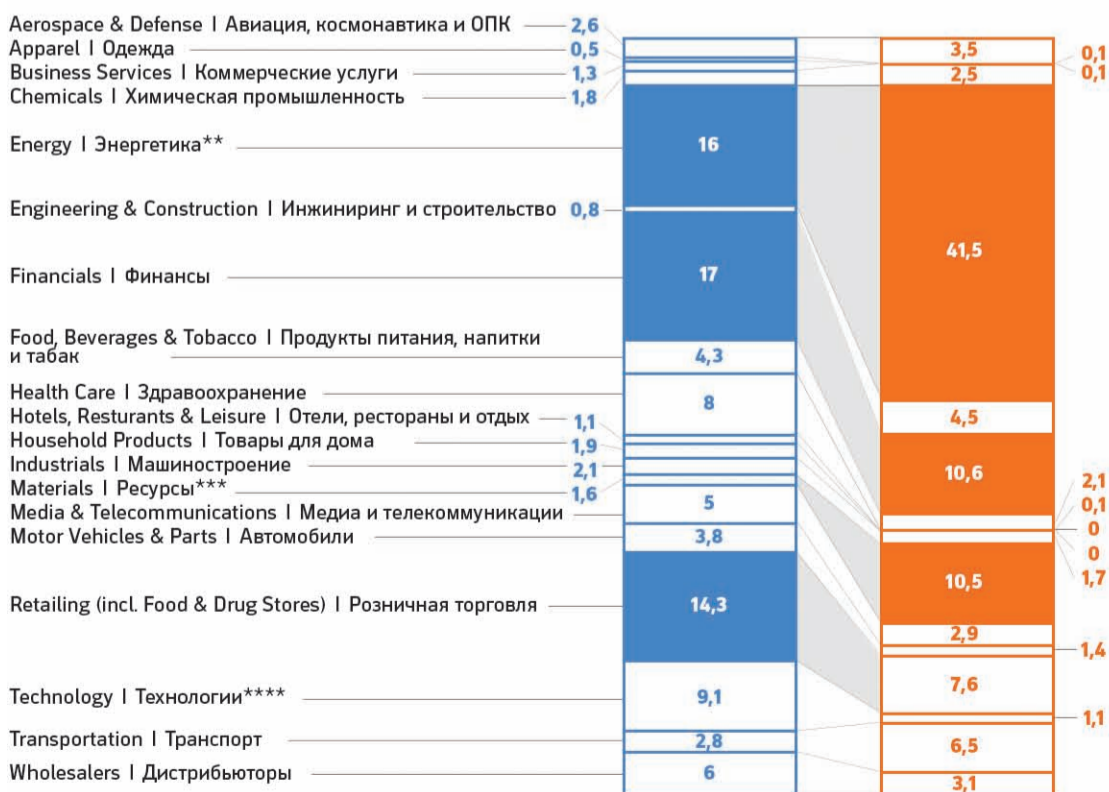 Aerospace & Defense | Авиация, космонавтика и ОПК 2,6 3,5 0,1
Apparel | Одежда 0,5 0,1
Business Services | Коммерческие услуги 1,3 2,5
Chemicals | Химическая промышленность 1,8
Energy | Энергетика** 16 41,5
Engineering & Construction | Инжиниринг и строительство 0,8
Financials | Финансы 17
Food, Beverages & Tobacco | Продукты питания, напитки
и табак 4,3
Health Care | Здравоохранение 8 4,5
Hotels, Resturants & Leisure | Отели, рестораны и отдых 1,1
Household Products | Товары для дома 1,9
Industrials | Машиностроение 2,1 10,6 2,1
Materials | Ресурсы*** 1,6 0,1
Media & Telecommunications | Медиа и телекоммуникации 5 0
Motor Vehicles & Parts | Автомобили 3,8 0
1,7
Retailing (incl. Food & Drug Stores) | Розничная торговля 14,3 10,5
2,9
1,4
7,6
Technology | Технологии**** 9,1 1,1
Transportation | Транспорт 2,8 6,5
Wholesalers | Дистрибьюторы 6 3,1